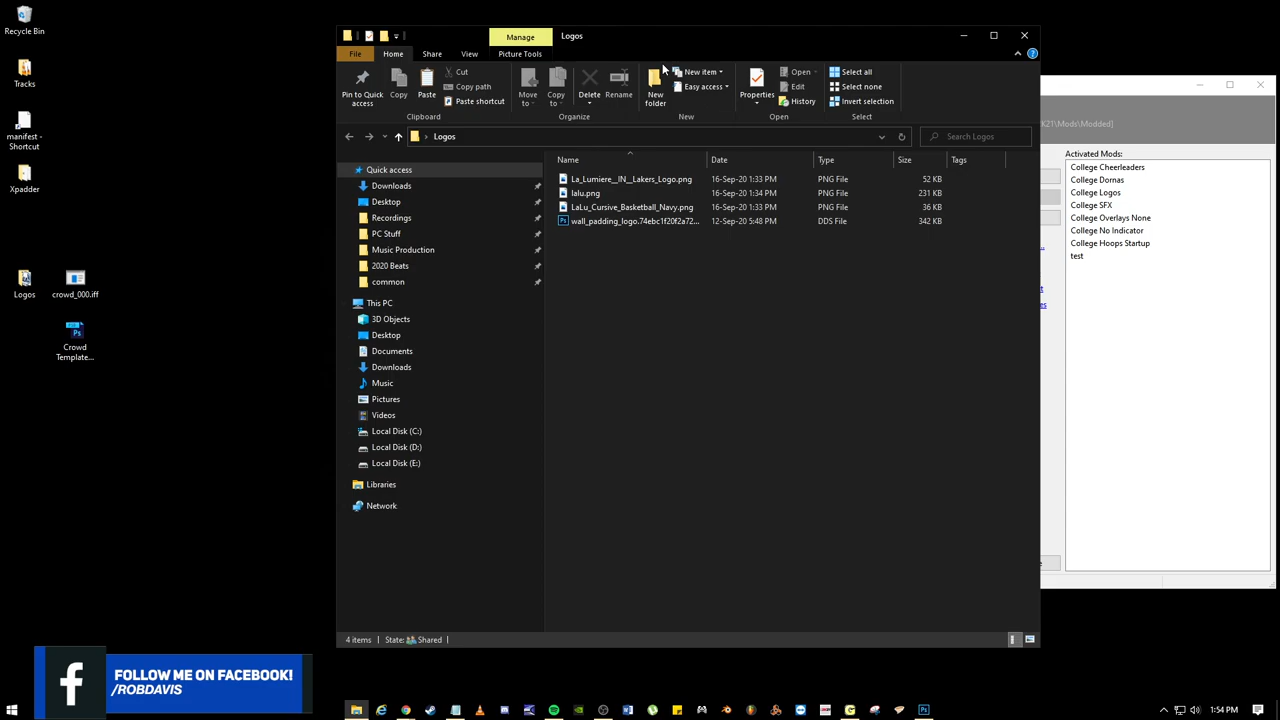 Recycle Bin
Tracks
manifest -
Shortcut
Xpadder
Logos
crowd_000.iff
Crowd
Template...
Manage
Logos
File
Home
Share
View
Picture Tools
Pin to Quick
access
Copy
Paste
Cut
Copy path
Paste shortcut
Clipboard
Move
to
Copy
to
Delete
Rename
Organize
New
folder
New item
Easy access
New
Properties
Open
Edit
History
Open
Select all
Select none
Invert selection
Select
Logos
Search Logos
Quick access
Downloads
Desktop
Recordings
PC Stuff
Music Production
2020 Beats
common
This PC
3D Objects
Desktop
Documents
Downloads
Music
Pictures
Videos
Local Disk (C:)
Local Disk (D:)
Local Disk (E:)
Libraries
Network
Name Date Type Size Tags
La_Lumiere__IN__Lakers_Logo.png 16-Sep-20 1:33 PM PNG File 52 KB
lalu.png 16-Sep-20 1:34 PM PNG File 231 KB
LaLu_Cursive_Basketball_Navy.png 16-Sep-20 1:33 PM PNG File 36 KB
wall_padding_logo.74ebc1f20f2a72... 12-Sep-20 5:48 PM DDS File 342 KB
4 items State: Shared
K21\Mods\Modded]
Activated Mods:
College Cheerleaders
College Dornas
College Logos
College SFX
College Overlays None
College No Indicator
College Hoops Startup
test
FOLLOW ME ON FACEBOOK!
/ROBDAVIS
1:54 PM